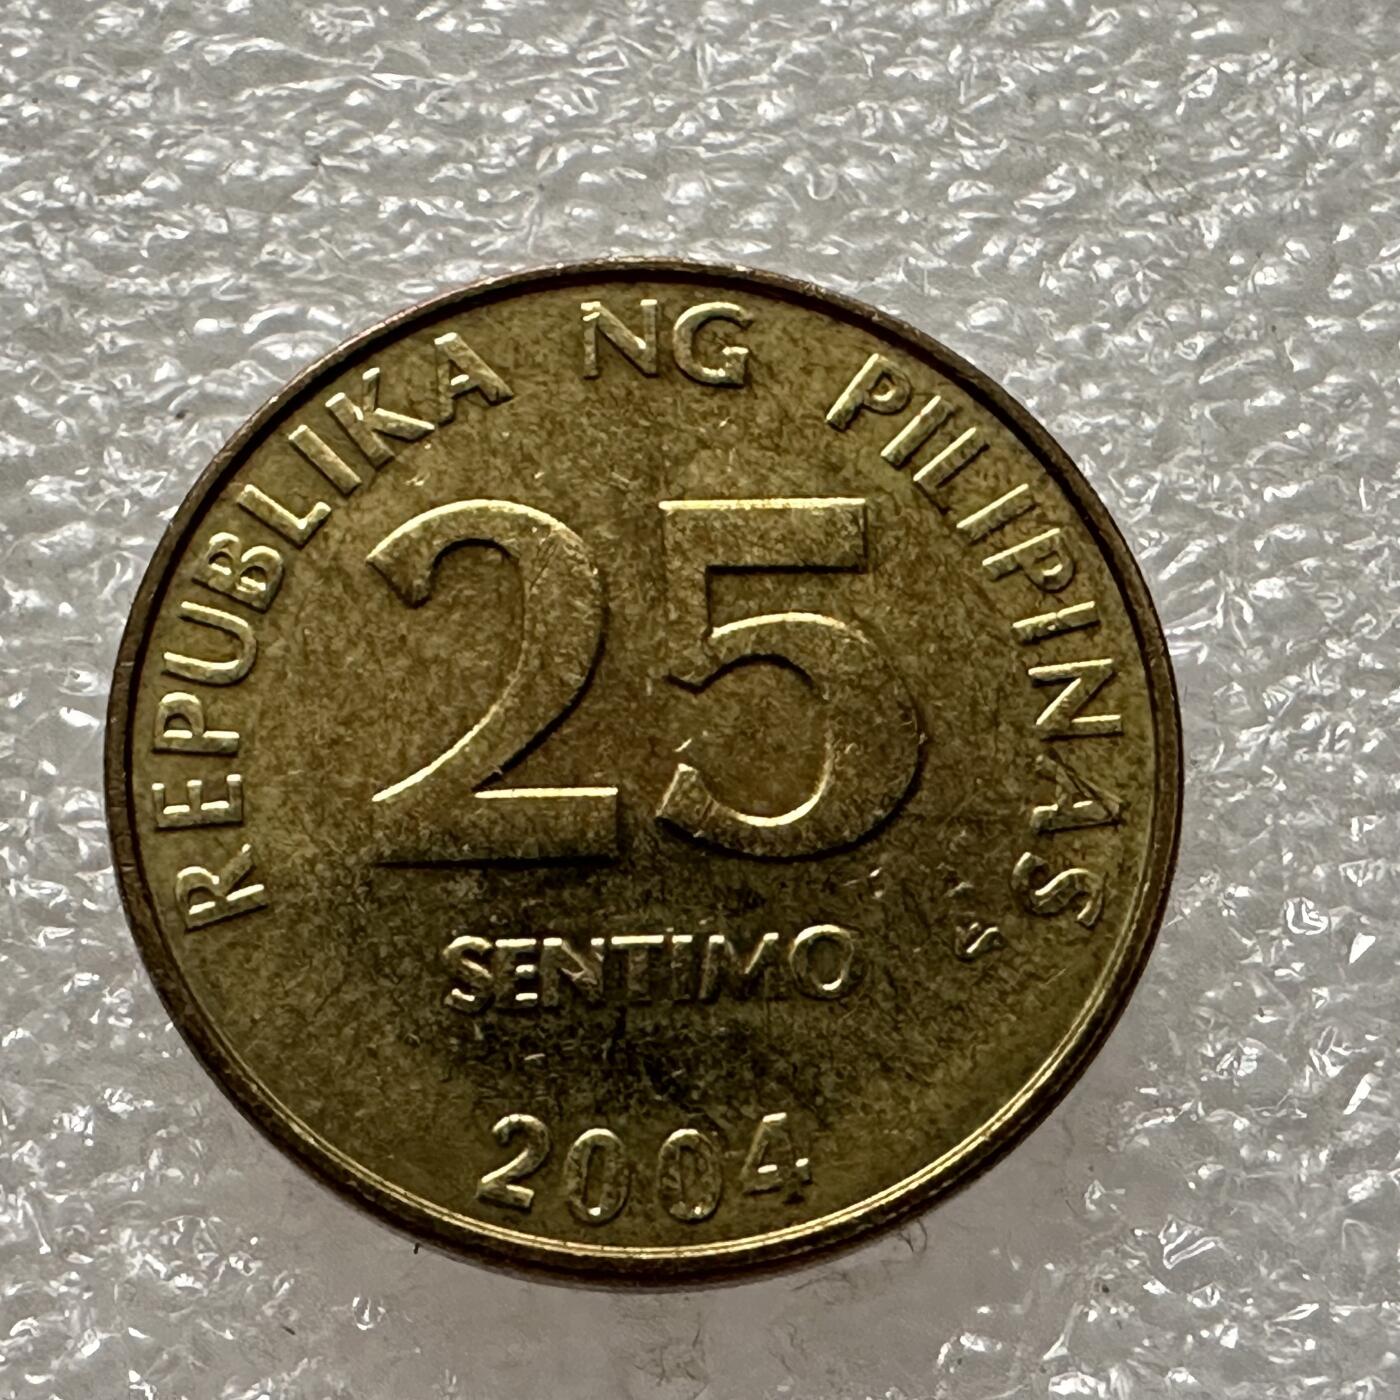 REPUBLIKA NG PILIPINAS
25
SENTIMO
2004